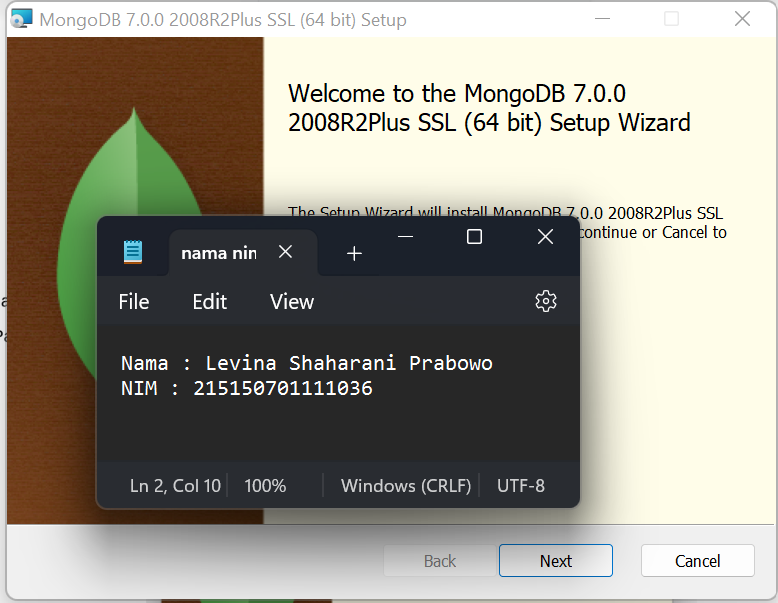 MongoDB 7.0.0 2008R2Plus SSL (64 bit) Setup
Welcome to the MongoDB 7.0.0
2008R2Plus SSL (64 bit) Setup Wizard
The Setup Wizard will install MongoDB 7.0.0 2008R2Plus SSL
continue or Cancel to
nama nin
File Edit View
Nama : Levina Shaharani Prabowo
NIM : 215150701111036
Ln 2, Col 10 100% Windows (CRLF) UTF-8
Back Next Cancel